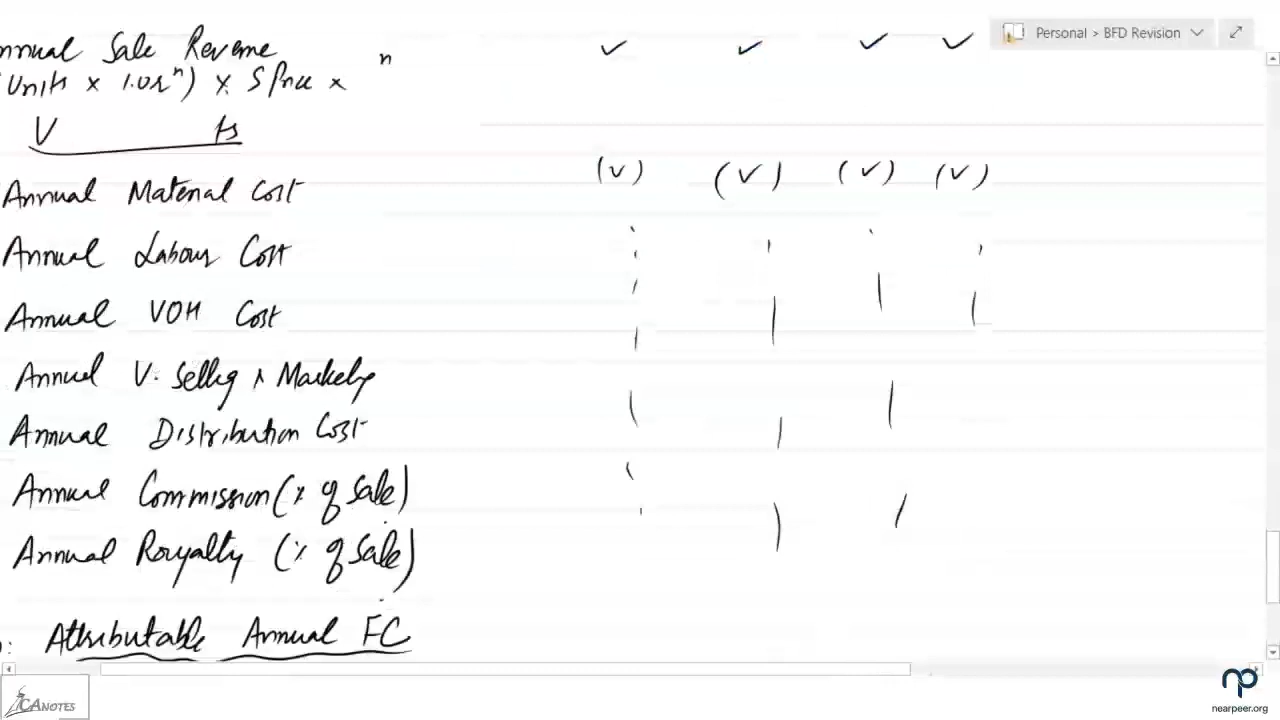 nnual Sale Revenue ✓ ✓ ✓ ✓ Personal > BFD Revision
(Units × 1.02ⁿ) × S Price × ⁿ
V
Annual Material Cost (✓) (✓) (✓) (✓)
Annual Labour Cost
Annual VOH Cost
Annual V. Selling & Marketing
Annual Distribution Cost
Annual Commission (% of Sale)
Annual Royalty (% of Sale)
: Attributable Annual FC
CANOTES
np
nearpeer.org